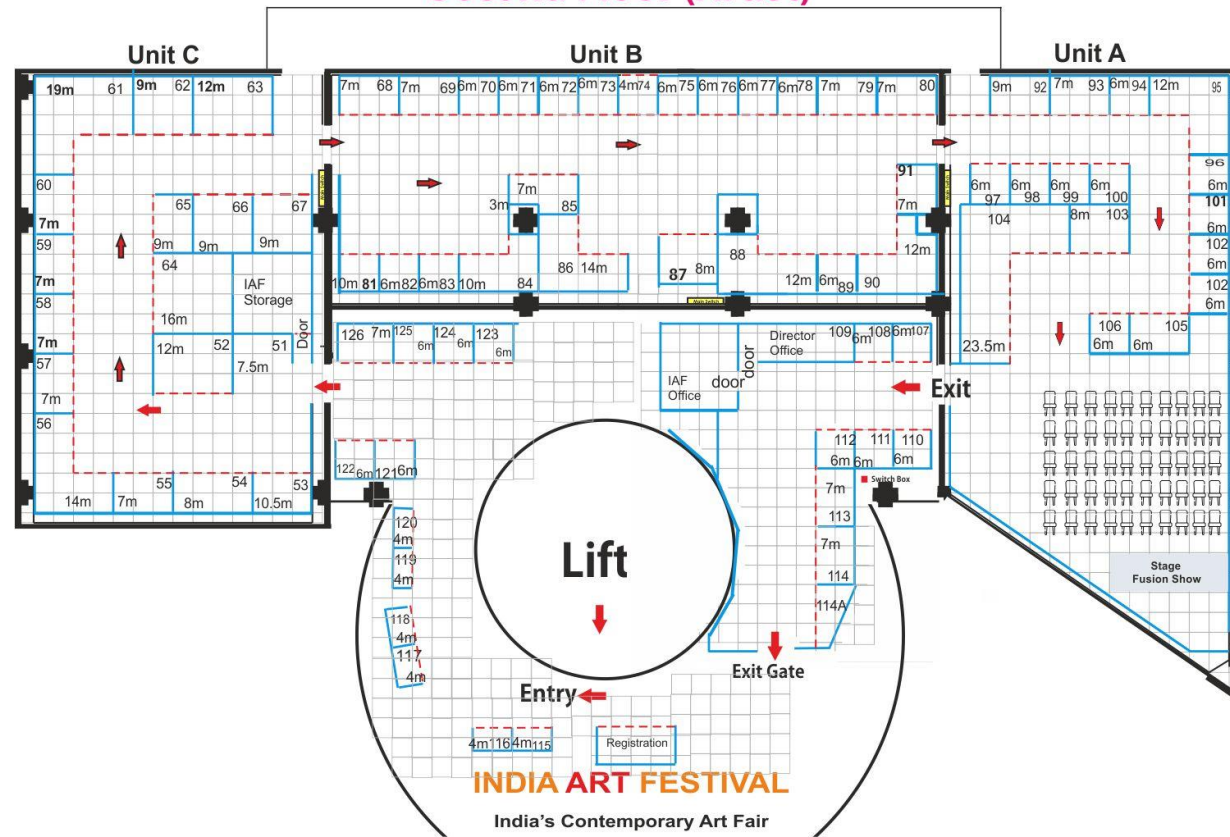 Unit C
Unit B
Unit A
19m 61 9m 62 12m 63
7m 68 7m 69 6m 70 6m 71 6m 72 6m 73 4m 74 6m 75 6m 76 6m 77 6m 78 7m 79 7m 80
9m 92 7m 93 6m 94 12m 95
60
7m
59
7m
58
7m
57
7m
56
65 66 67
9m 9m 9m
64
IAF
Storage
16m
12m 52 51
7.5m
Door
14m 7m 55 8m 54 10.5m 53
7m
3m 85
86 14m
10m 81 6m 82 6m 83 10m 84
87 8m
88
12m 6m 89 90
91
7m
12m
96
6m
101
6m
102
6m
102
6m
6m 6m 6m 6m
97 98 99 100
104 8m 103
106 105
6m 6m
23.5m
126 7m 125 124 123
6m 6m 6m
Director
Office
109 108 6m 107
6m
IAF
Office
door
door
Exit
122 6m 121 6m
112 111 110
6m 6m 6m
Switch Box
7m
113
7m
114
114A
120
4m
119
4m
118
4m
117
4m
Lift
Stage
Fusion Show
Exit Gate
Entry
4m 116 4m 115
Registration
INDIA ART FESTIVAL
India's Contemporary Art Fair